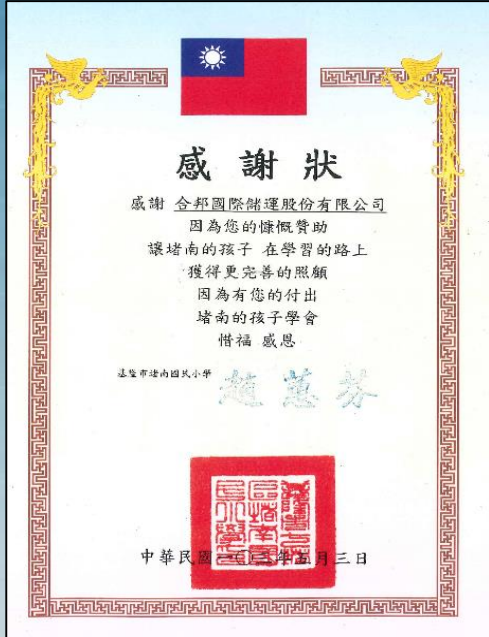 感謝狀
感謝 合邦國際儲運股份有限公司
因為您的慷慨贊助
讓堵南的孩子 在學習的路上
獲得更完善的照顧
因為有您的付出
堵南的孩子學會
惜福 感恩
基隆市堵南國民小學
趙蕙芬
中華民國一〇三年五月三日